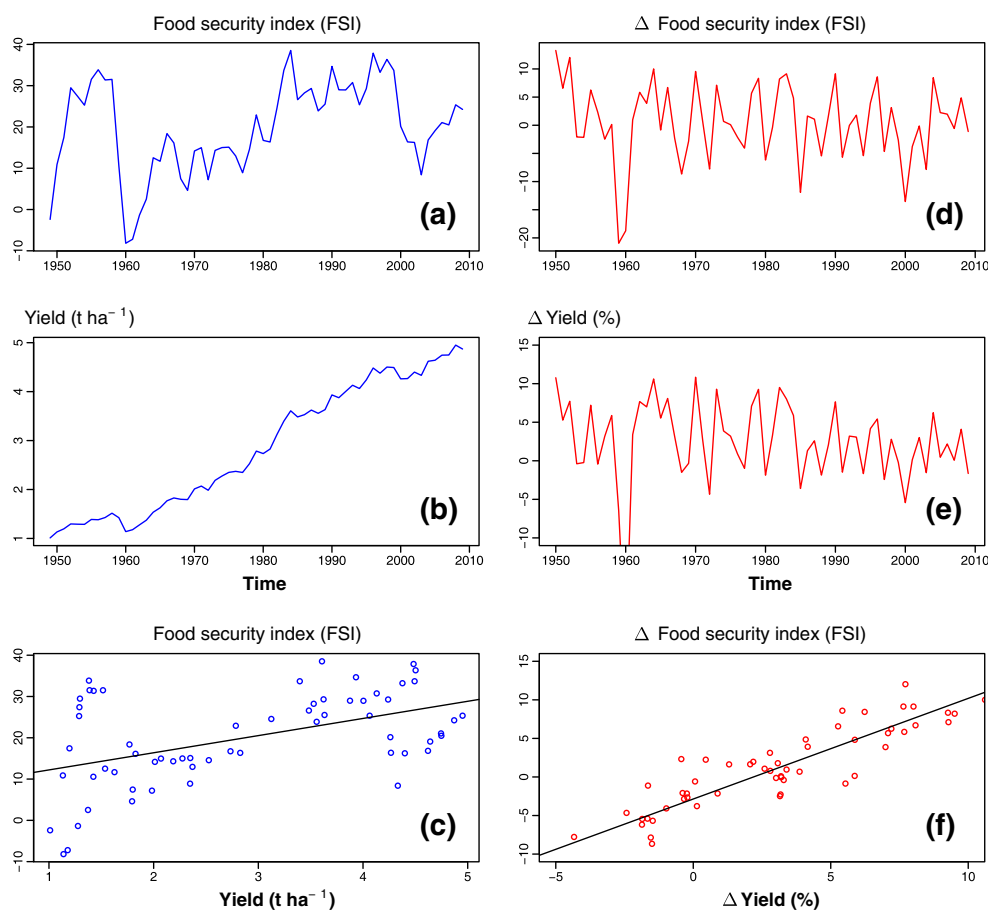 Food security index (FSI)
40
30
20
10
0
−10
(a)
1950 1960 1970 1980 1990 2000 2010
Δ Food security index (FSI)
10
5
0
−10
−20
(d)
1950 1960 1970 1980 1990 2000 2010
Yield (t ha− 1)
5
4
3
2
1
(b)
1950 1960 1970 1980 1990 2000 2010
Time
Δ Yield (%)
15
10
5
0
−5
−10
(e)
1950 1960 1970 1980 1990 2000 2010
Time
Food security index (FSI)
40
30
20
10
0
−10
(c)
1 2 3 4 5
Yield (t ha− 1)
Δ Food security index (FSI)
15
10
5
0
−5
−10
(f)
−5 0 5 10
Δ Yield (%)